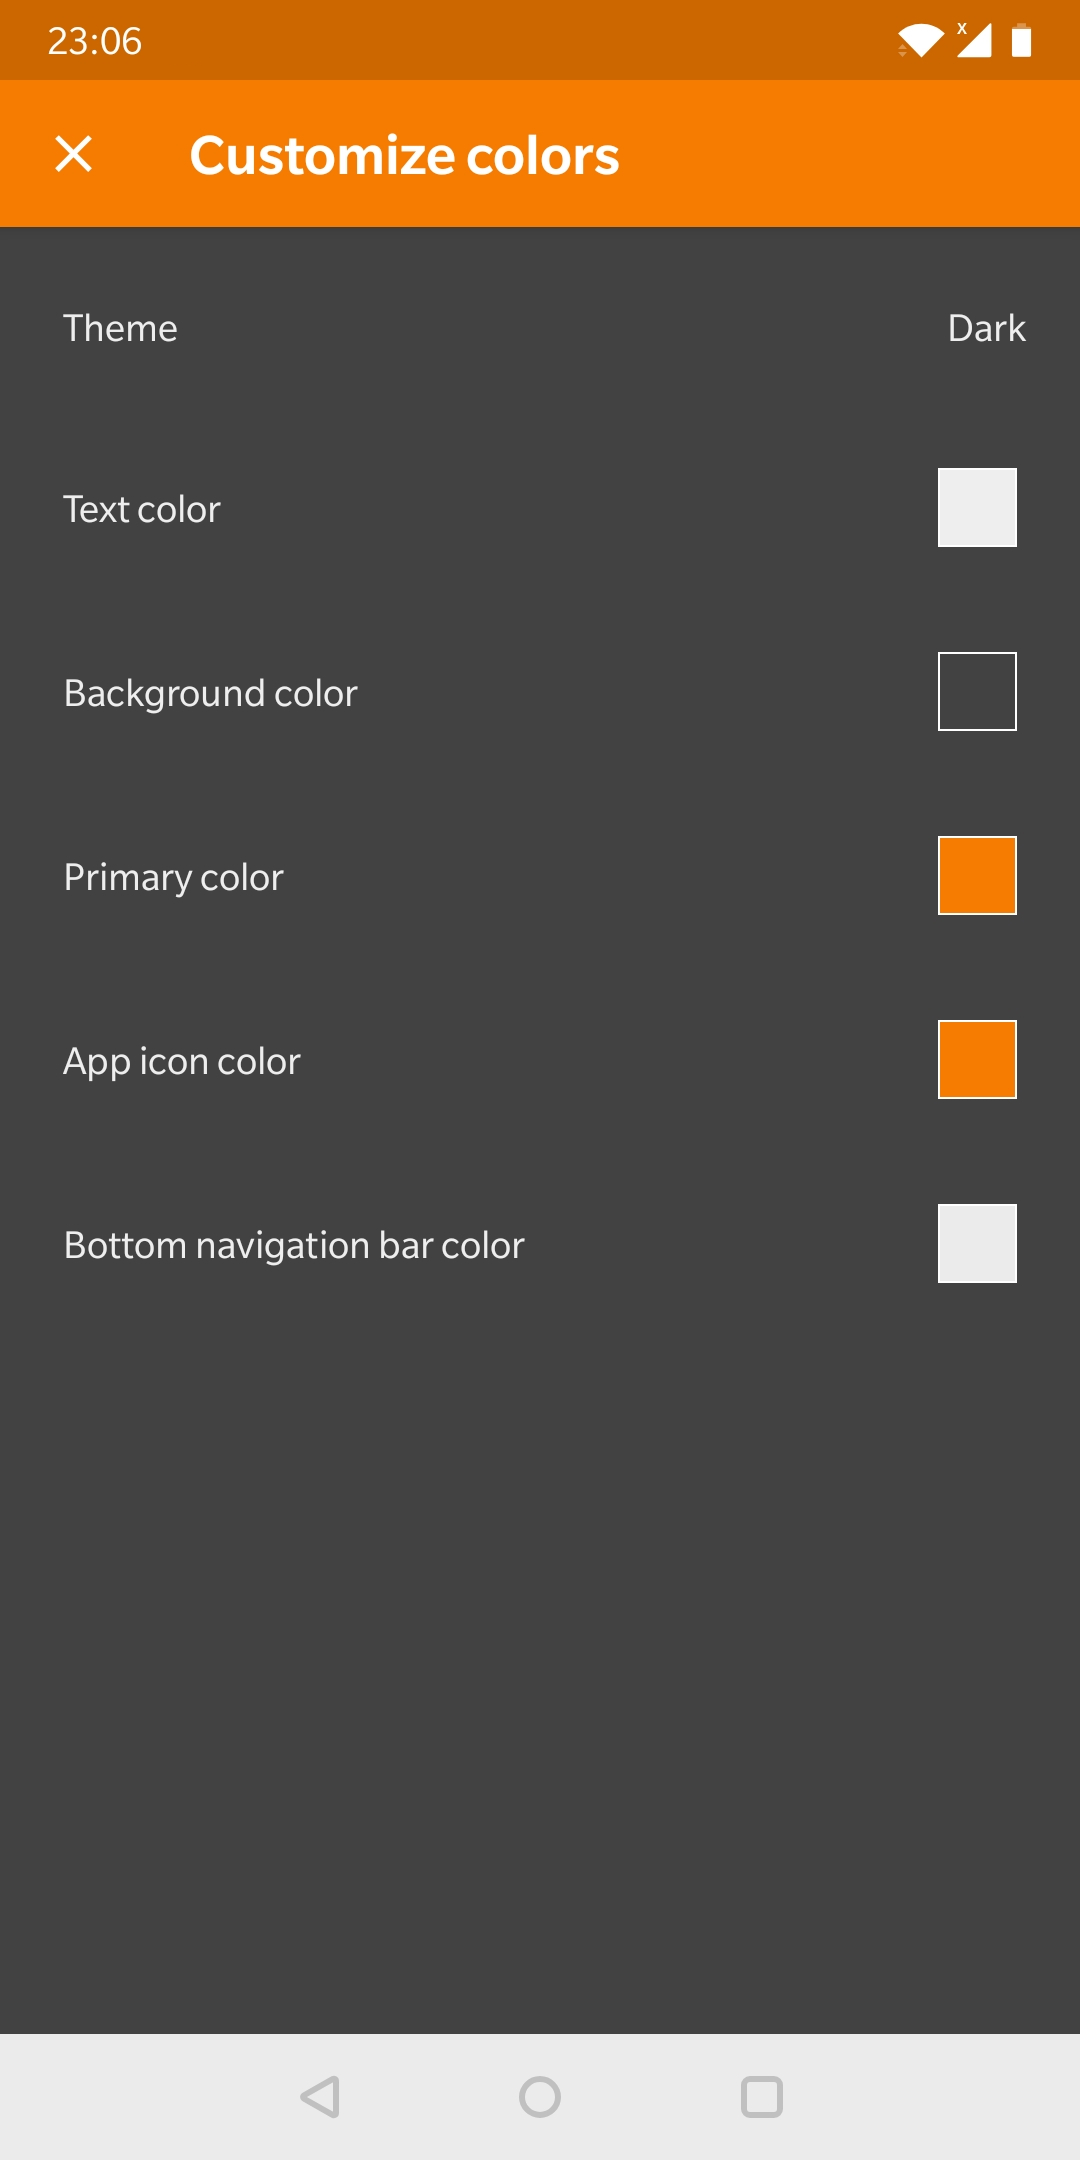 23:06
Customize colors
Theme Dark
Text color
Background color
Primary color
App icon color
Bottom navigation bar color